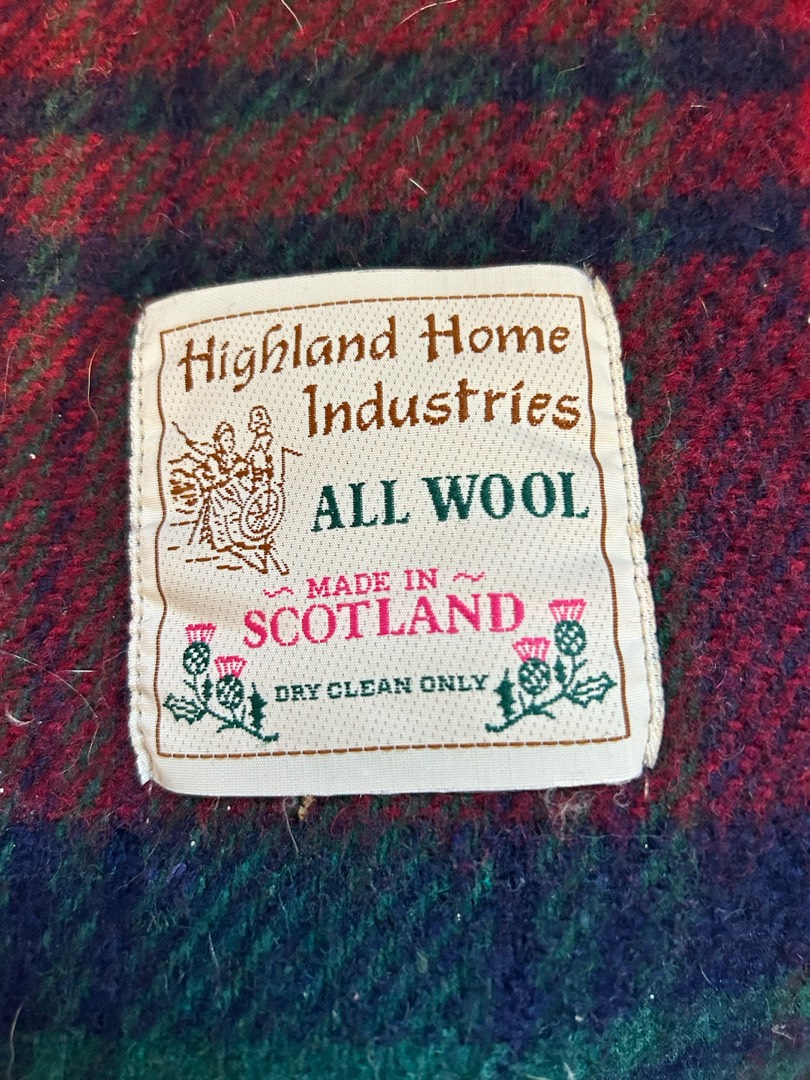 Highland Home
Industries
ALL WOOL
MADE IN
SCOTLAND
DRY CLEAN ONLY